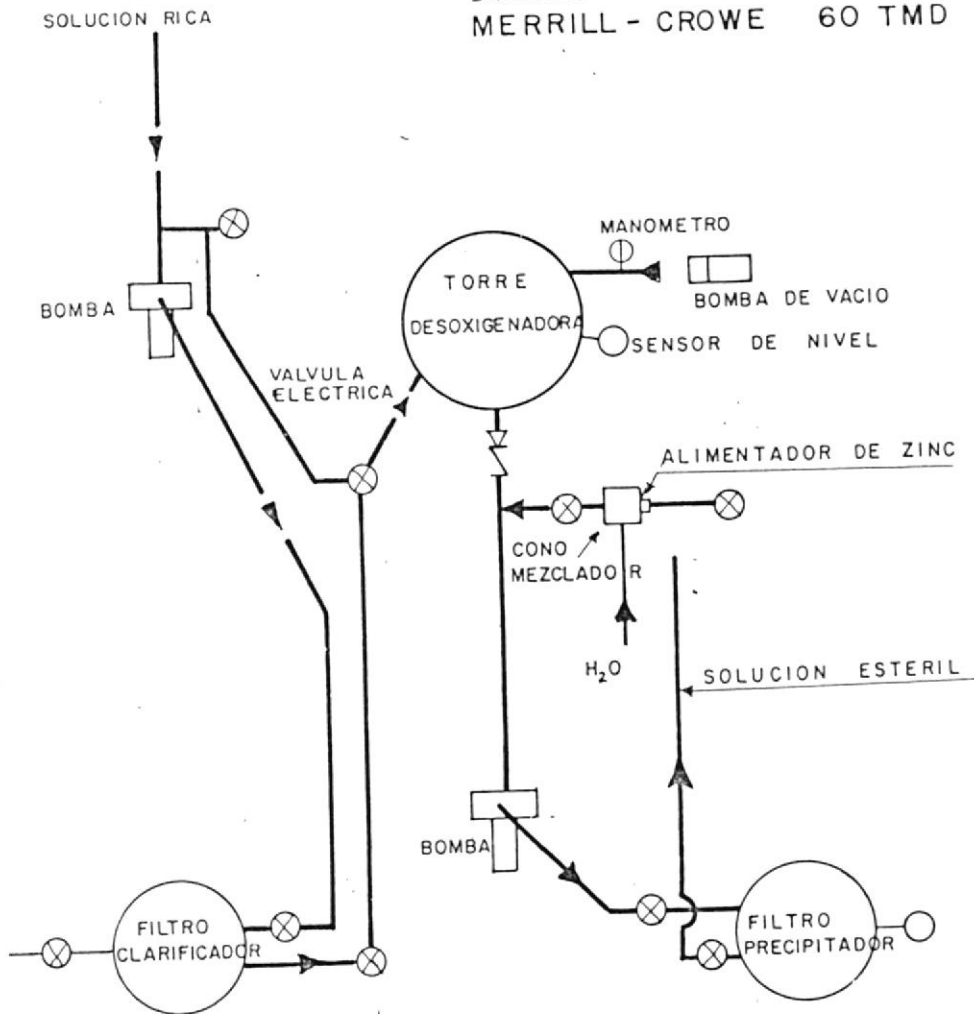 SOLUCION RICA
MERRILL - CROWE 60 TMD
MANOMETRO
TORRE
DESOXIGENADORA
BOMBA DE VACIO
BOMBA
SENSOR DE NIVEL
VALVULA
ELECTRICA
ALIMENTADOR DE ZINC
CONO
MEZCLADOR
H₂O
SOLUCION ESTERIL
BOMBA
FILTRO
CLARIFICADOR
FILTRO
PRECIPITADOR